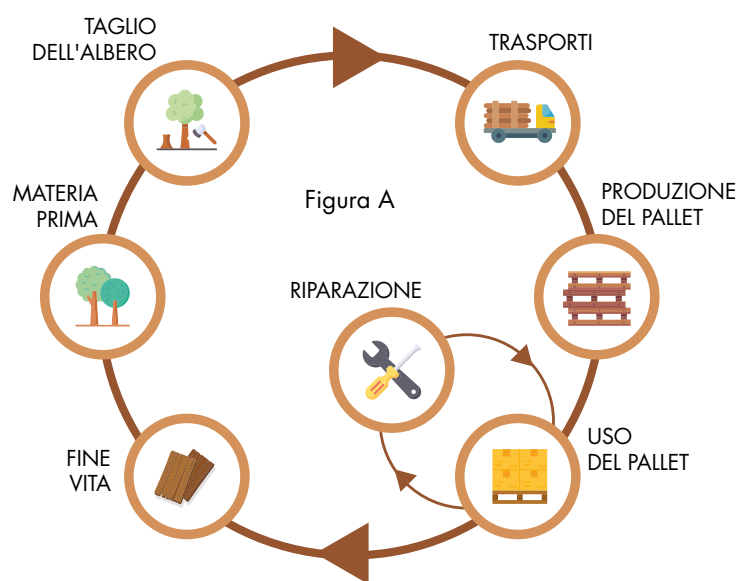 TAGLIO
DELL'ALBERO
TRASPORTI
MATERIA
PRIMA
Figura A
PRODUZIONE
DEL PALLET
RIPARAZIONE
FINE
VITA
USO
DEL PALLET